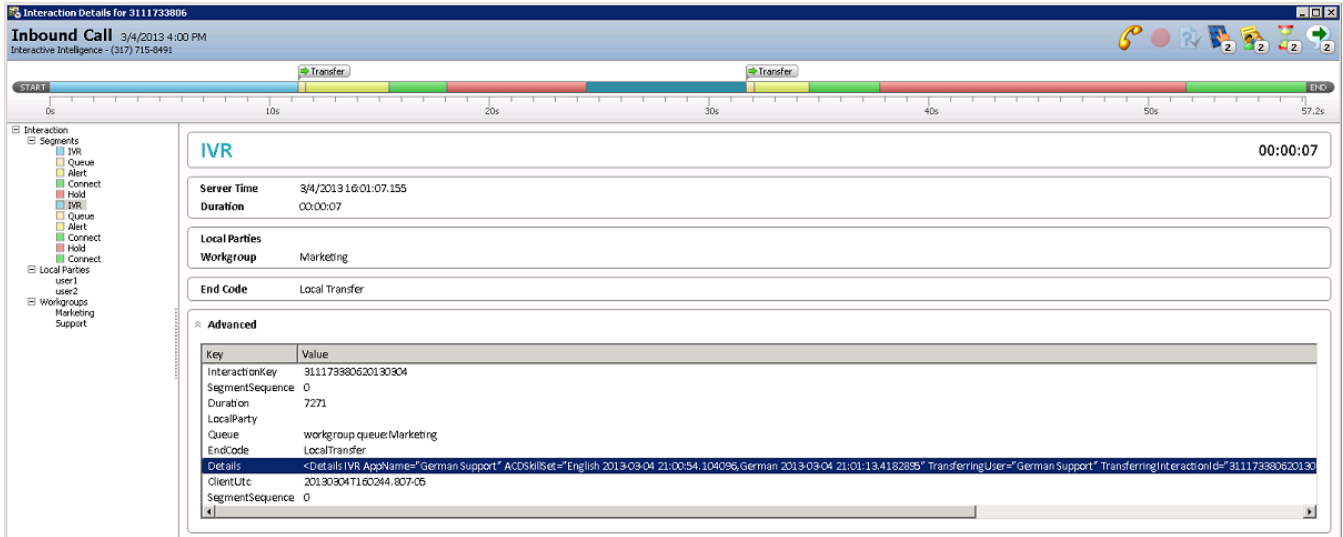 Interaction Details for 3111733806
Inbound Call 3/4/2013 4:00 PM
Interactive Intelligence - (317) 715-8491
2 2 2 2
Transfer Transfer
START END
0s 10s 20s 30s 40s 50s 57.2s
Interaction
Segments
IVR
Queue
Alert
Connect
Hold
IVR
Queue
Alert
Connect
Hold
Connect
Local Parties
user1
user2
Workgroups
Marketing
Support
IVR 00:00:07
Server Time 3/4/2013 16:01:07.155
Duration 00:00:07
Local Parties
Workgroup Marketing
End Code Local Transfer
Advanced
Key Value
InteractionKey 311173380620130304
SegmentSequence 0
Duration 7271
LocalParty
Queue workgroup queue:Marketing
EndCode LocalTransfer
Details <Details IVR AppName="German Support" ACDSkillSet="English 2013-03-04 21:00:54.104096,German 2013-03-04 21:01:13.4182895" TransferringUser="German Support" TransferringInteractionId="311173380620130
ClientUtc 20130304T160244.807-05
SegmentSequence 0